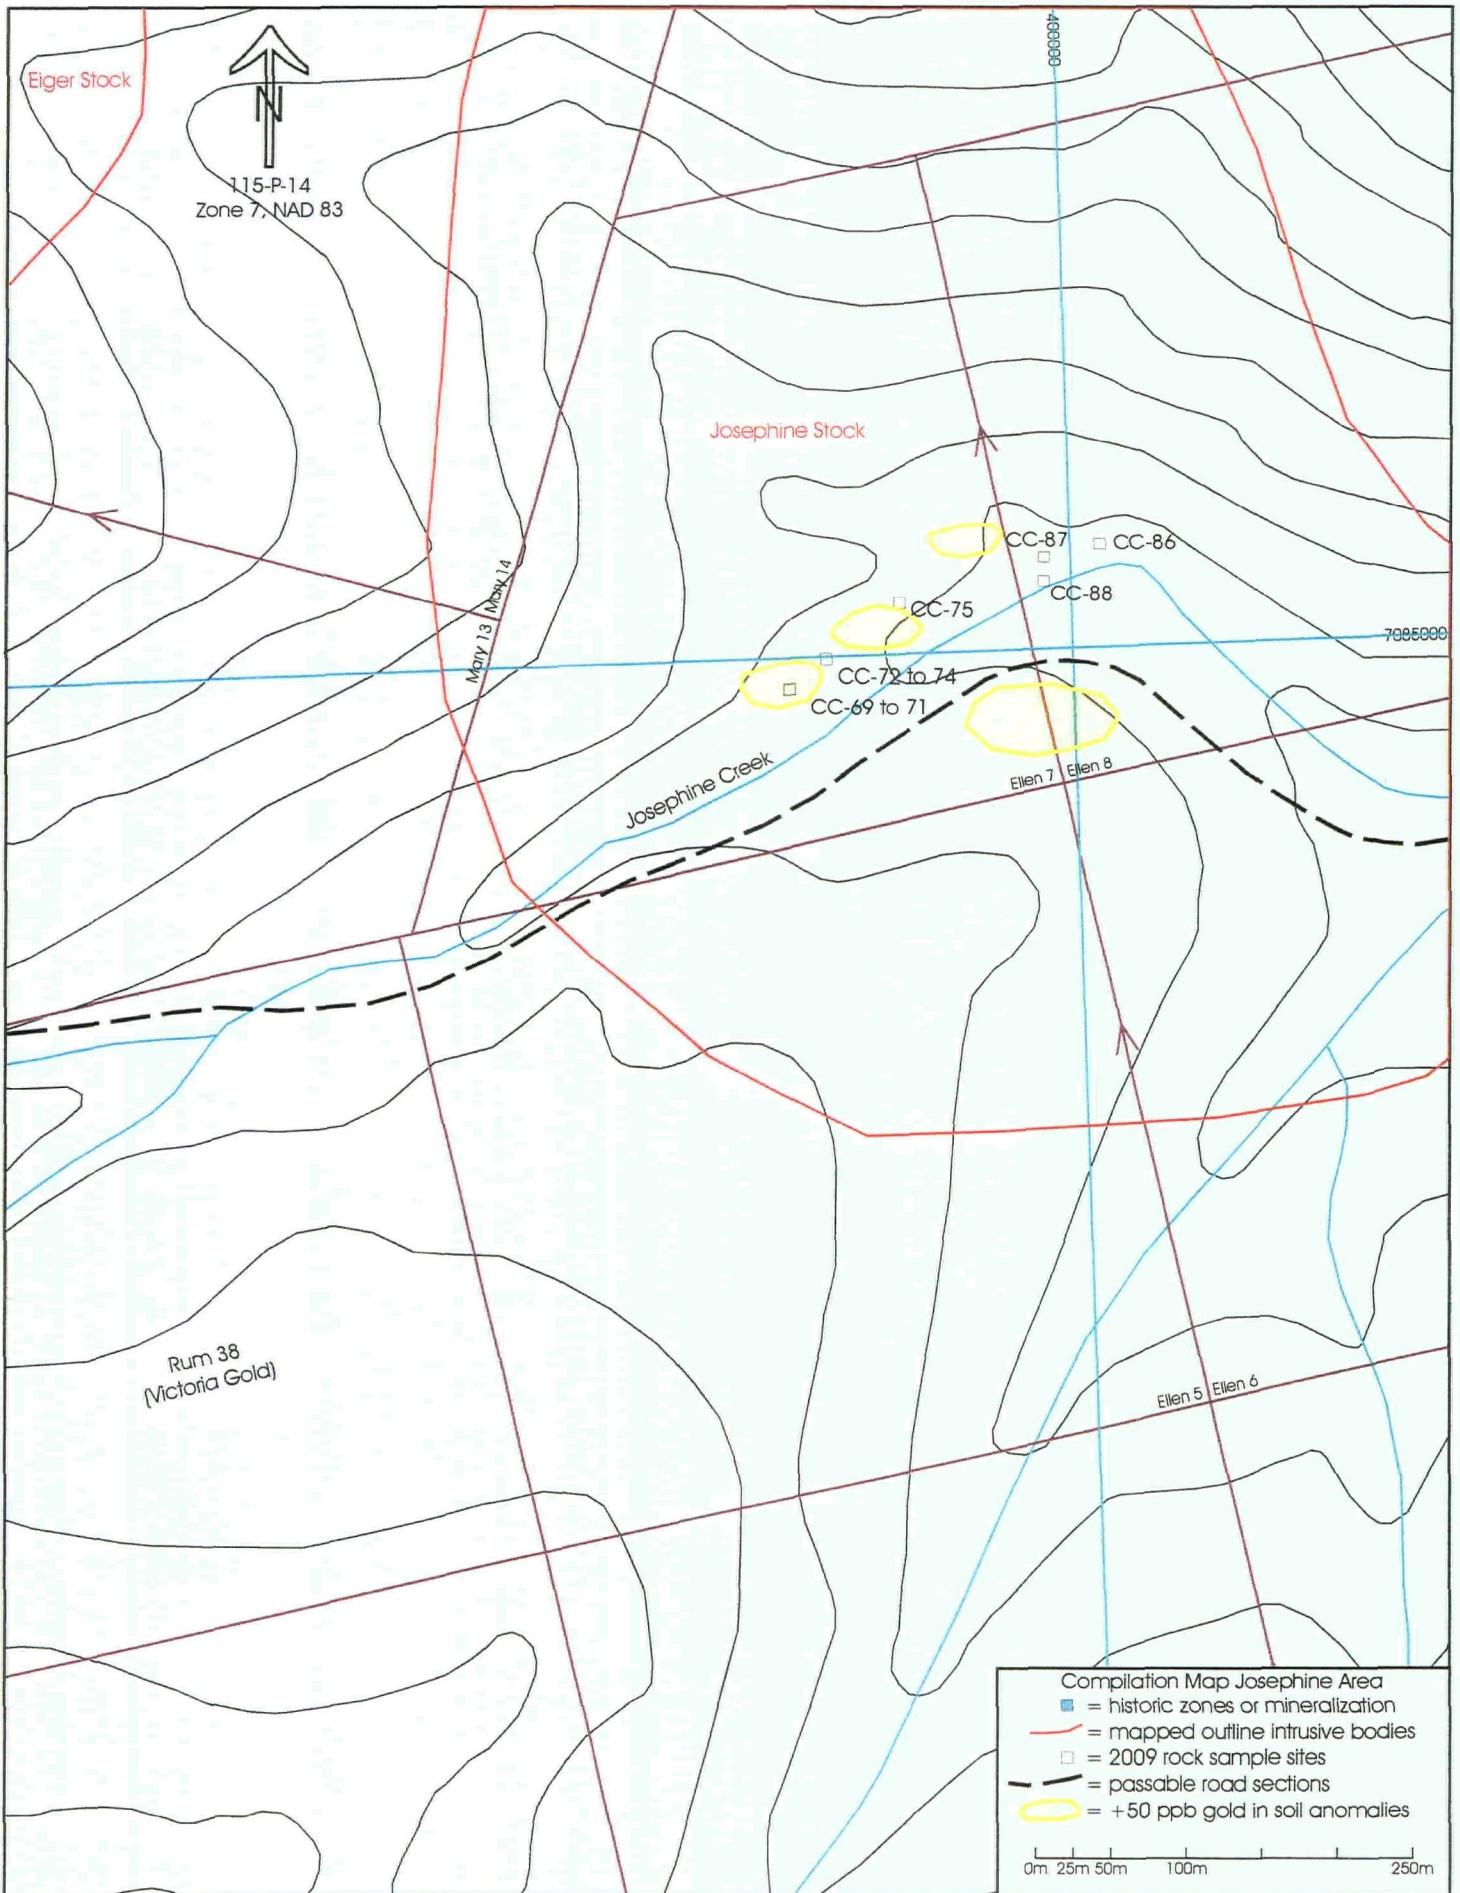 Eiger Stock
N
115-P-14
Zone 7, NAD 83
400000
Josephine Stock
CC-87
CC-86
CC-88
CC-75
Mary 13 Mary 14
7085000
CC-72 to 74
CC-69 to 71
Josephine Creek
Ellen 7 Ellen 8
Rum 38
(Victoria Gold)
Ellen 5 Ellen 6
Compilation Map Josephine Area
= historic zones or mineralization
= mapped outline intrusive bodies
= 2009 rock sample sites
= passable road sections
= +50 ppb gold in soil anomalies
0m 25m 50m 100m 250m